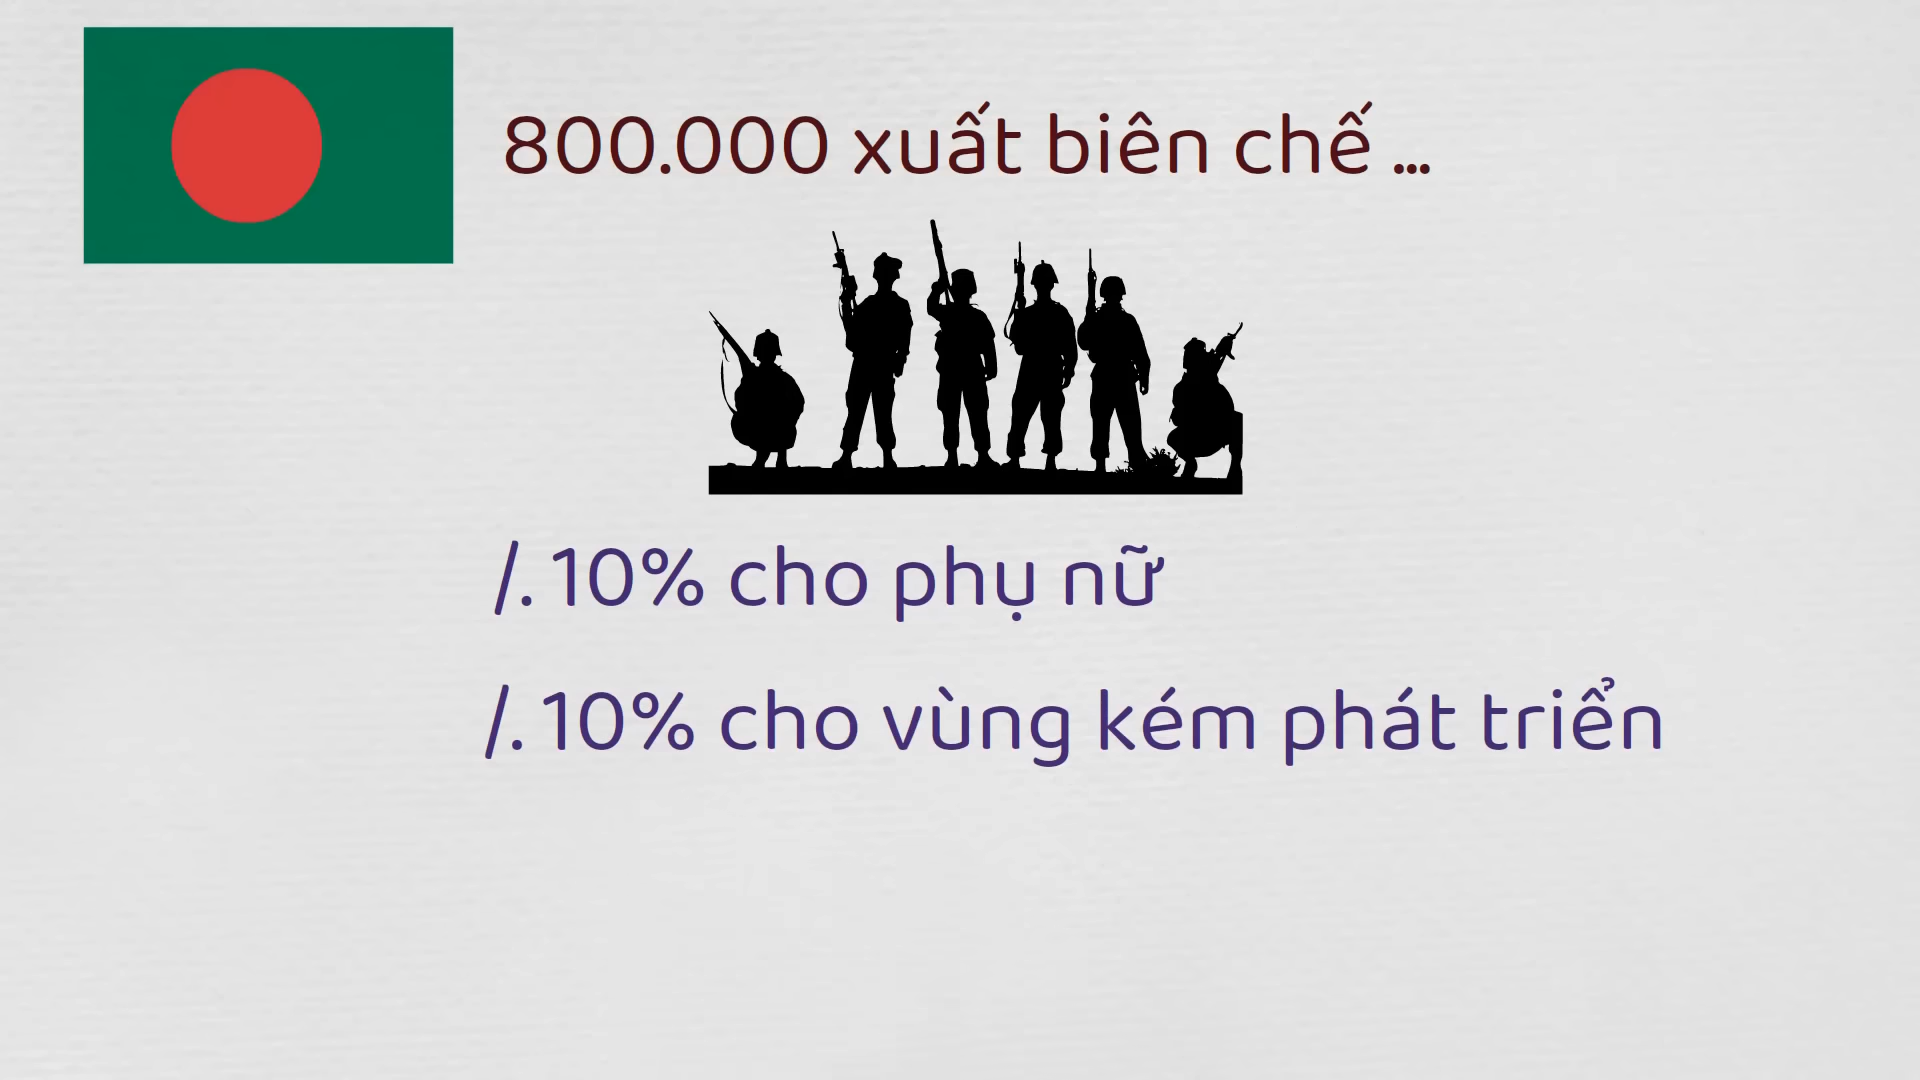 800.000 xuất biên chế ...
/. 10% cho phụ nữ
/. 10% cho vùng kém phát triển